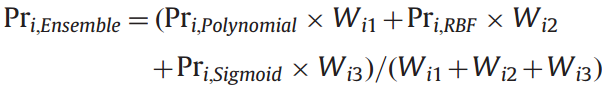 Pr_{i,Ensemble} = (Pr_{i,Polynomial} × W_{i1} + Pr_{i,RBF} × W_{i2}
+ Pr_{i,Sigmoid} × W_{i3})/(W_{i1} + W_{i2} + W_{i3})